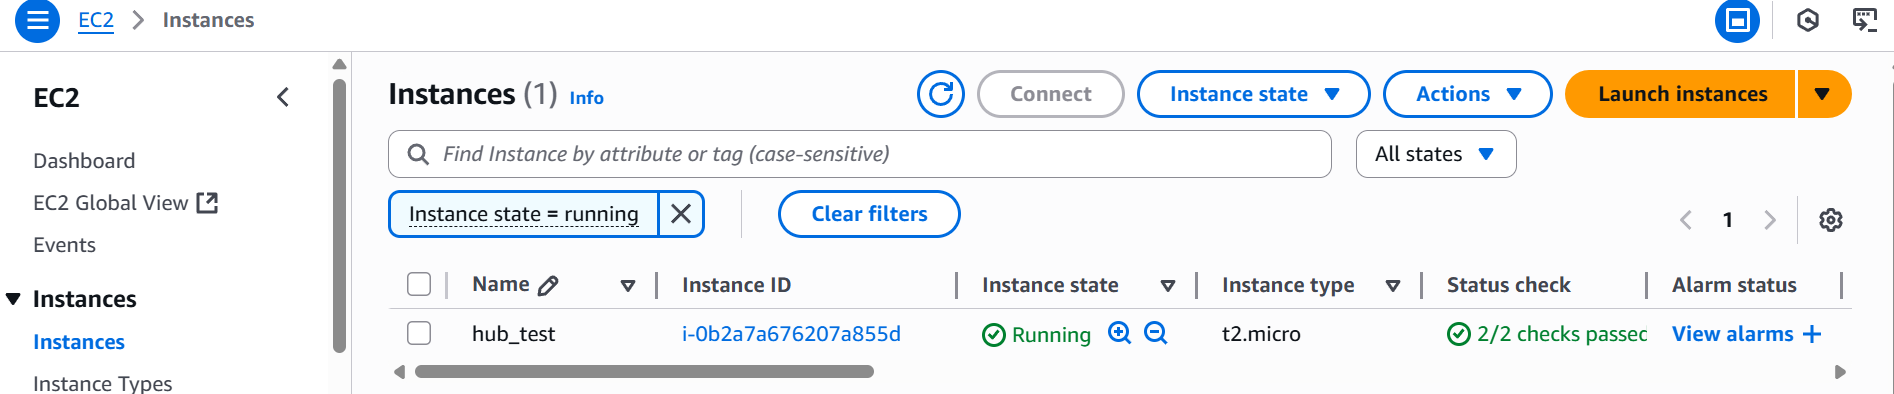 EC2 > Instances
EC2
Dashboard
EC2 Global View
Events
Instances
Instances
Instance Types
Instances (1) Info
Connect
Instance state
Actions
Launch instances
Find Instance by attribute or tag (case-sensitive)
All states
Instance state = running
Clear filters
1
Name Instance ID Instance state Instance type Status check Alarm status
hub_test i-0b2a7a676207a855d Running t2.micro 2/2 checks passed View alarms +